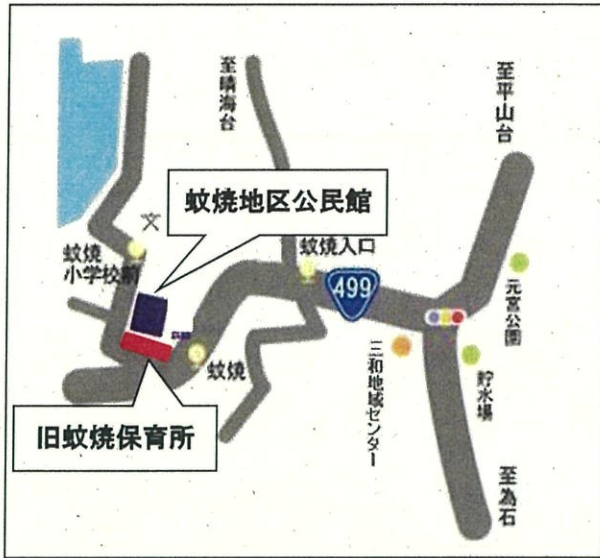 至晴海台
至平山台
蚊焼地区公民館
文
蚊焼
小学校前
蚊焼入口
499
元宮公園
蚊焼
三和地域センター
貯水場
旧蚊焼保育所
至為石